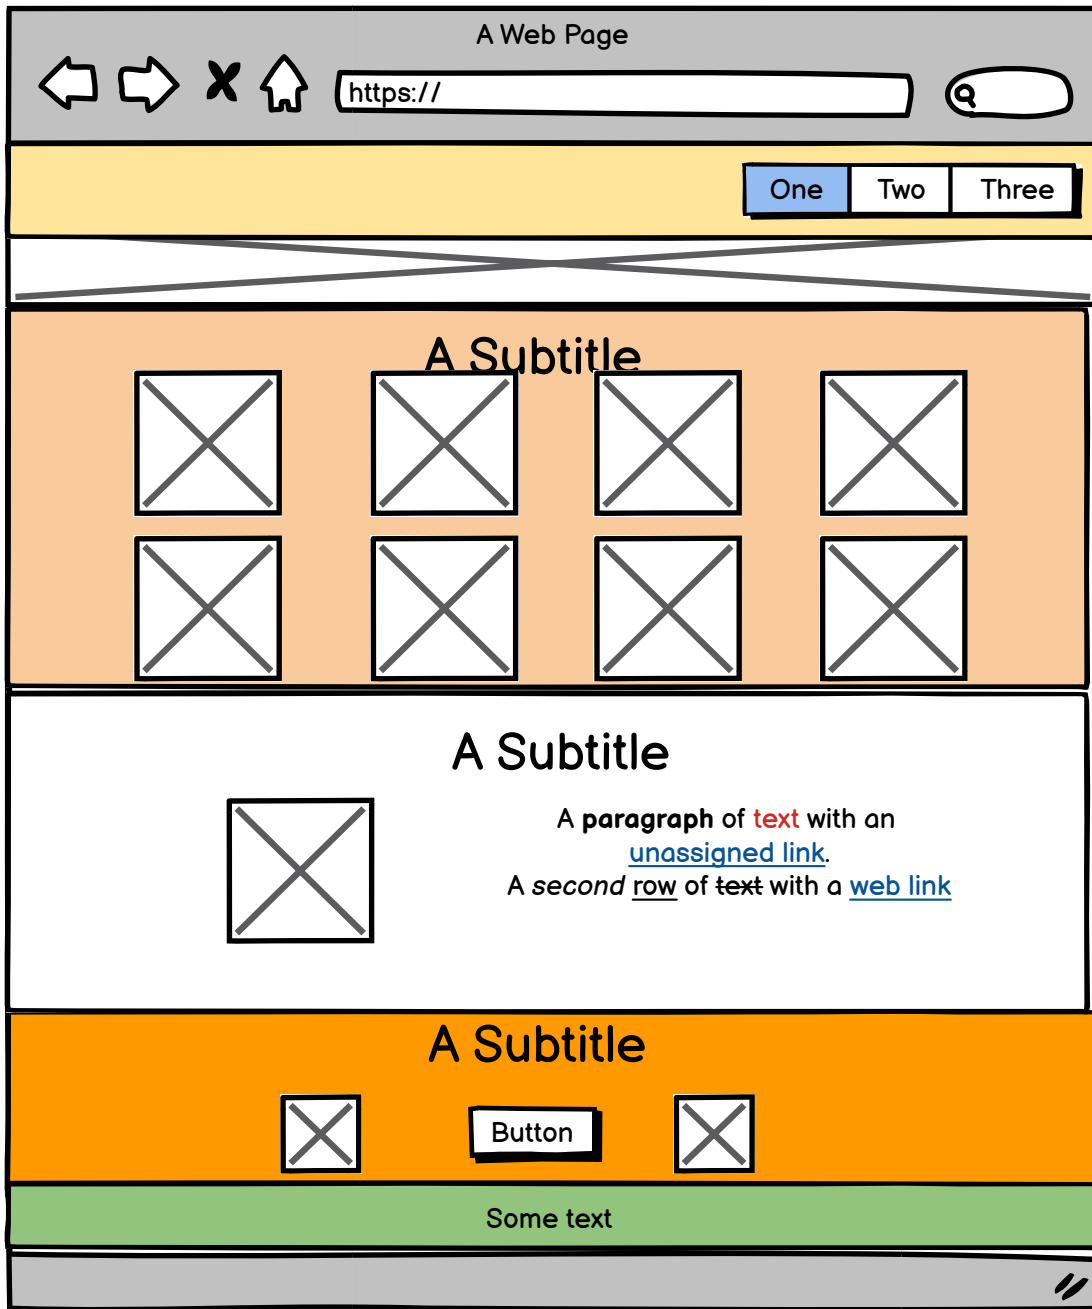 A Web Page
https://
One Two Three
A Subtitle
A Subtitle
A paragraph of text with an
unassigned link.
A second row of text with a web link
A Subtitle
Button
Some text